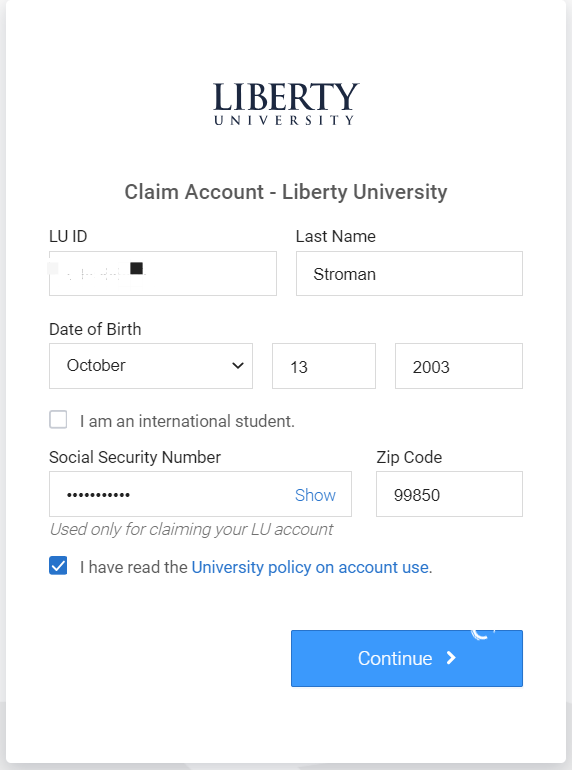 LIBERTY
UNIVERSITY
Claim Account - Liberty University
LU ID
Last Name
Stroman
Date of Birth
October
13
2003
I am an international student.
Social Security Number
Zip Code
•••••••••••
Show
99850
Used only for claiming your LU account
I have read the University policy on account use.
Continue